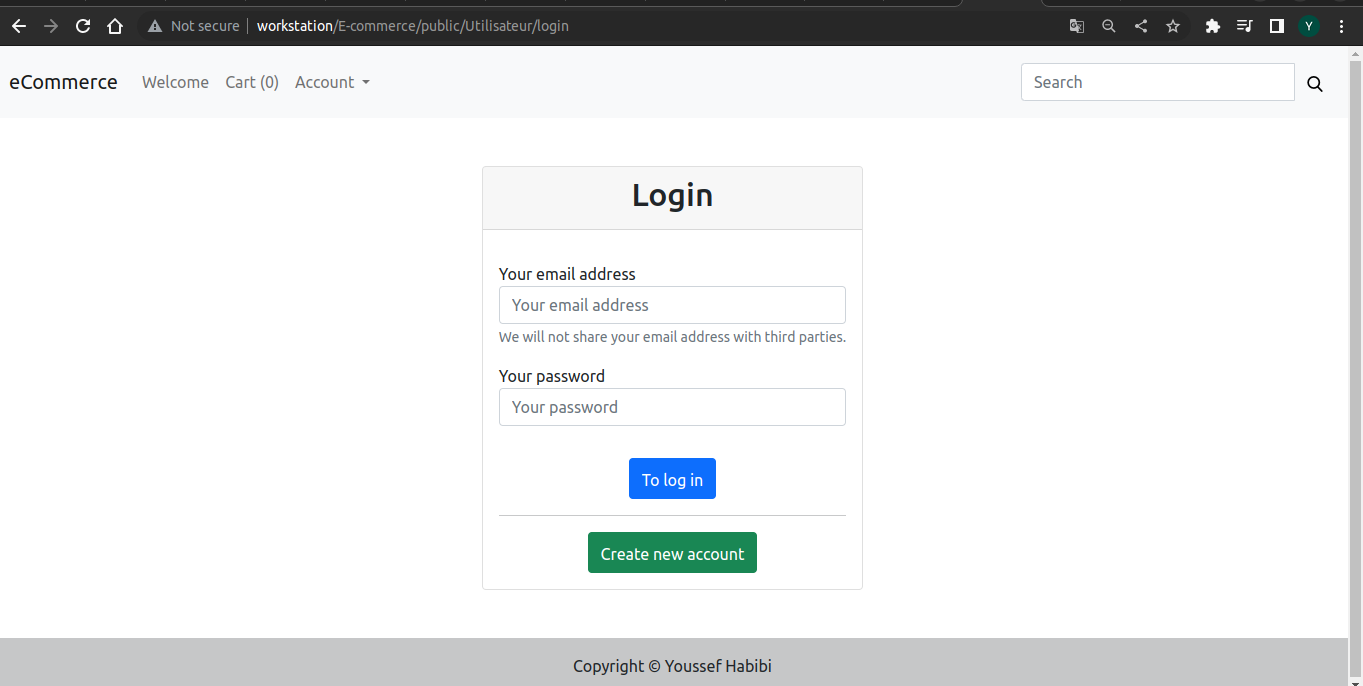 Not secure workstation/E-commerce/public/Utilisateur/login Y
eCommerce Welcome Cart (0) Account Search
Login
Your email address
Your email address
We will not share your email address with third parties.
Your password
Your password
To log in
Create new account
Copyright © Youssef Habibi